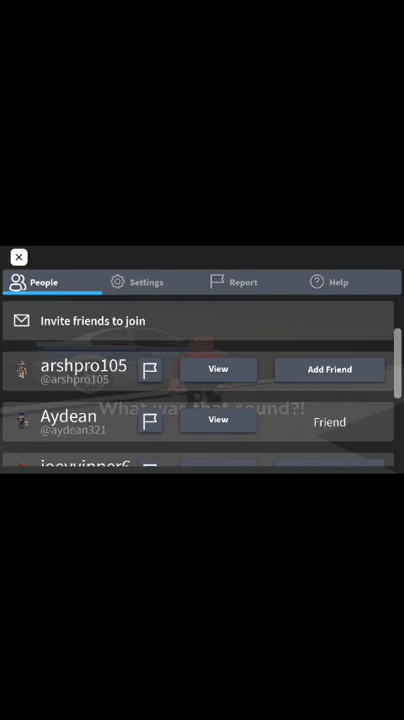 People
Settings
Report
Help
Invite friends to join
arshpro105
@arshpro105
View
Add Friend
What was that sound?!
Aydean
@aydean321
View
Friend